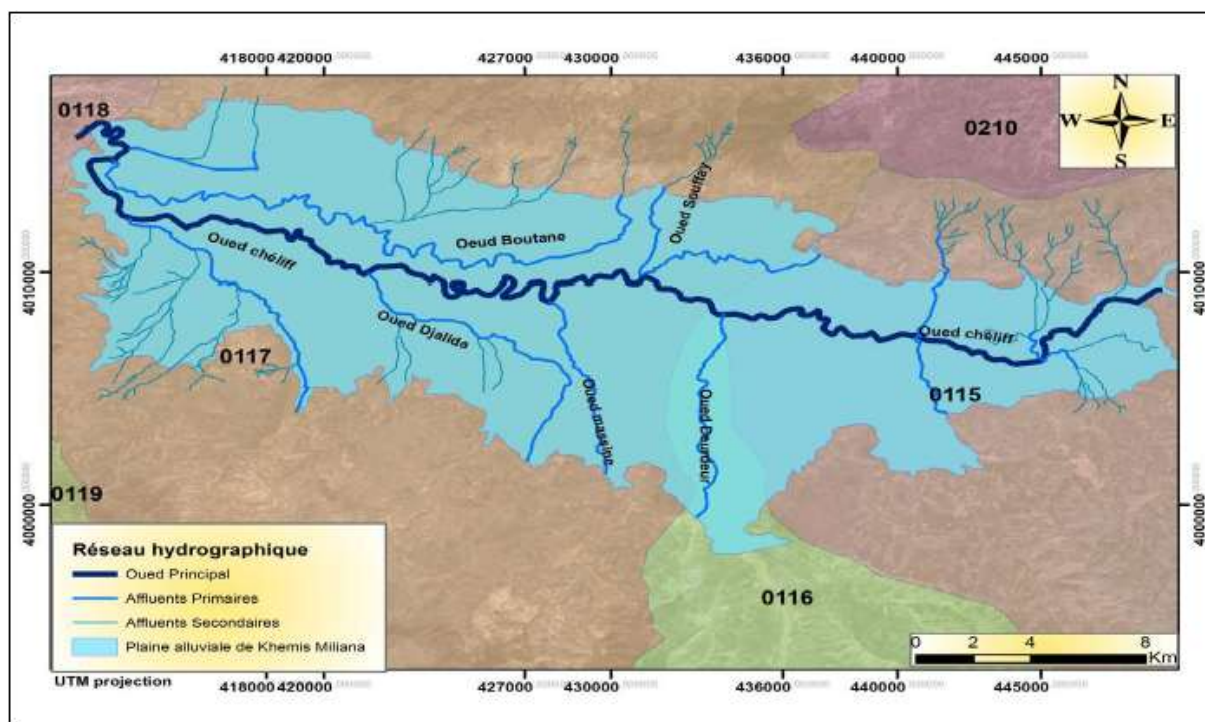 418000 420000 427000 430000 436000 440000 445000
N
W E
S
0118
0210
Oued Souffay
Oeud Boutane
Oued chéliff
4010000
4010000
Oued chéliff
Oued Djalida
0117
Oued massine
Oued Deurdeur
0115
0119
4000000
4000000
0116
Réseau hydrographique
Oued Principal
Affluents Primaires
Affluents Secondaires
Plaine alluviale de Khemis Miliana
0 2 4 8
Km
UTM projection
418000 420000 427000 430000 436000 440000 445000